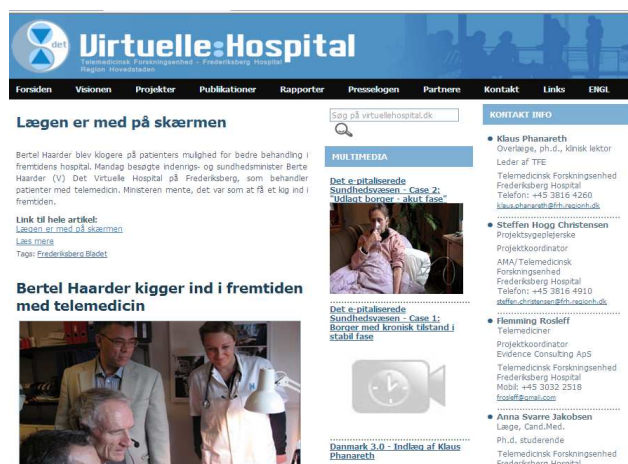 det
Virtuelle:Hospital
Telemedicinsk Forskningsenhed - Frederiksberg Hospital
Region Hovedstaden
Forsiden Visionen Projekter Publikationer Rapporter Presselogen Partnere Kontakt Links ENGL
Lægen er med på skærmen
Bertel Haarder blev klogere på patienters mulighed for bedre behandling i
fremtidens hospital. Mandag besøgte indenrigs- og sundhedsminister Berte
Haarder (V) Det Virtuelle Hospital på Frederiksberg, som behandler
patienter med telemedicin. Ministeren mente, det var som at få et kig ind i
fremtiden.
Link til hele artikel:
Lægen er med på skærmen
Læs mere
Tags: Frederiksberg Bladet
Bertel Haarder kigger ind i fremtiden
med telemedicin
Søg på virtuellehospital.dk
MULTIMEDIA
Det e-pitaliserede
Sundhedsvæsen - Case 2:
"Udlagt borger - akut fase"
Det e-pitaliserede
Sundhedsvæsen - Case 1:
Borger med kronisk tilstand i
stabil fase
Danmark 3.0 - Indlæg af Klaus
Phanareth
KONTAKT INFO
Klaus Phanareth
Overlæge, ph.d., klinisk lektor
Leder af TFE
Telemedicinsk Forskningsenhed
Frederiksberg Hospital
Telefon: +45 3816 4260
klaus.phanareth@frh.regionh.dk
Steffen Hogg Christensen
Projektsygeplejerske
Projektkoordinator
AMA/Telemedicinsk
Forskningsenhed
Frederiksberg Hospital
Telefon: +45 3816 4910
steffen.christensen@frh.regionh.dk
Flemming Rosleff
Telemediciner
Projektkoordinator
Evidence Consulting ApS
Telemedicinsk Forskningsenhed
Frederiksberg Hospital
Mobil: +45 3032 2518
frosleff@gmail.com
Anna Svarre Jakobsen
Læge, Cand.Med.
Ph.d. studerende
Telemedicinsk Forskningsenhed
Frederiksberg Hospital